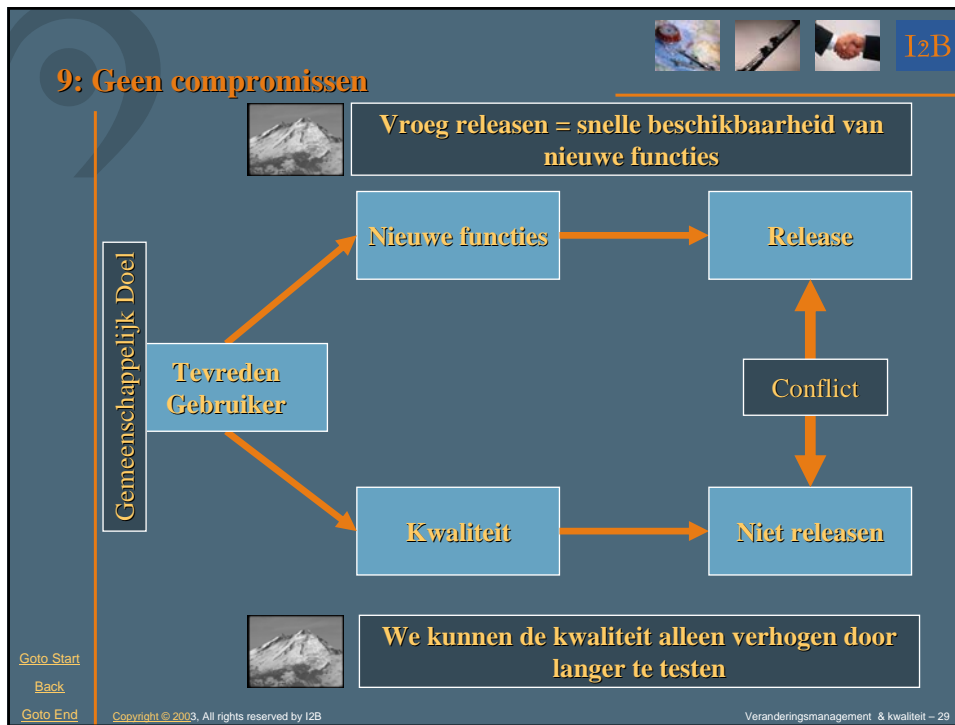 I2B
9: Geen compromissen
Vroeg releasen = snelle beschikbaarheid van
nieuwe functies
Nieuwe functies
Release
Gemeenschappelijk Doel
Tevreden
Gebruiker
Conflict
Kwaliteit
Niet releasen
We kunnen de kwaliteit alleen verhogen door
langer te testen
Goto Start
Back
Goto End
Copyright © 2003, All rights reserved by I2B
Veranderingsmanagement & kwaliteit – 29